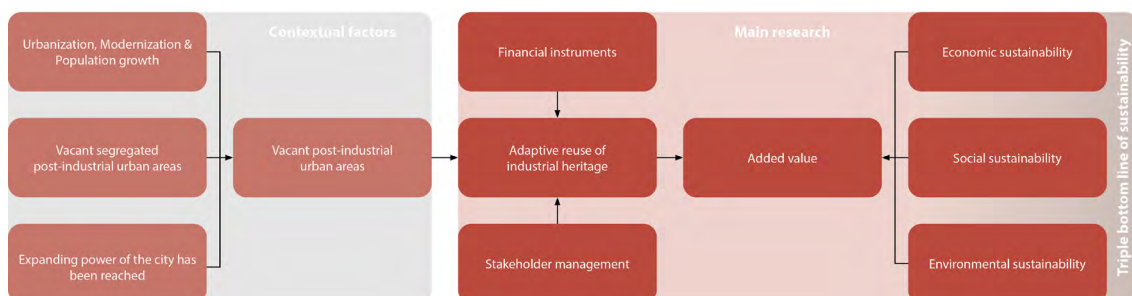 Contextual factors
Urbanization, Modernization &
Population growth
Vacant segregated
post-industrial urban areas
Expanding power of the city has
been reached
Vacant post-industrial
urban areas
Main research
Financial instruments
Adaptive reuse of
industrial heritage
Stakeholder management
Added value
Economic sustainability
Social sustainability
Environmental sustainability
Triple bottom line of sustainability